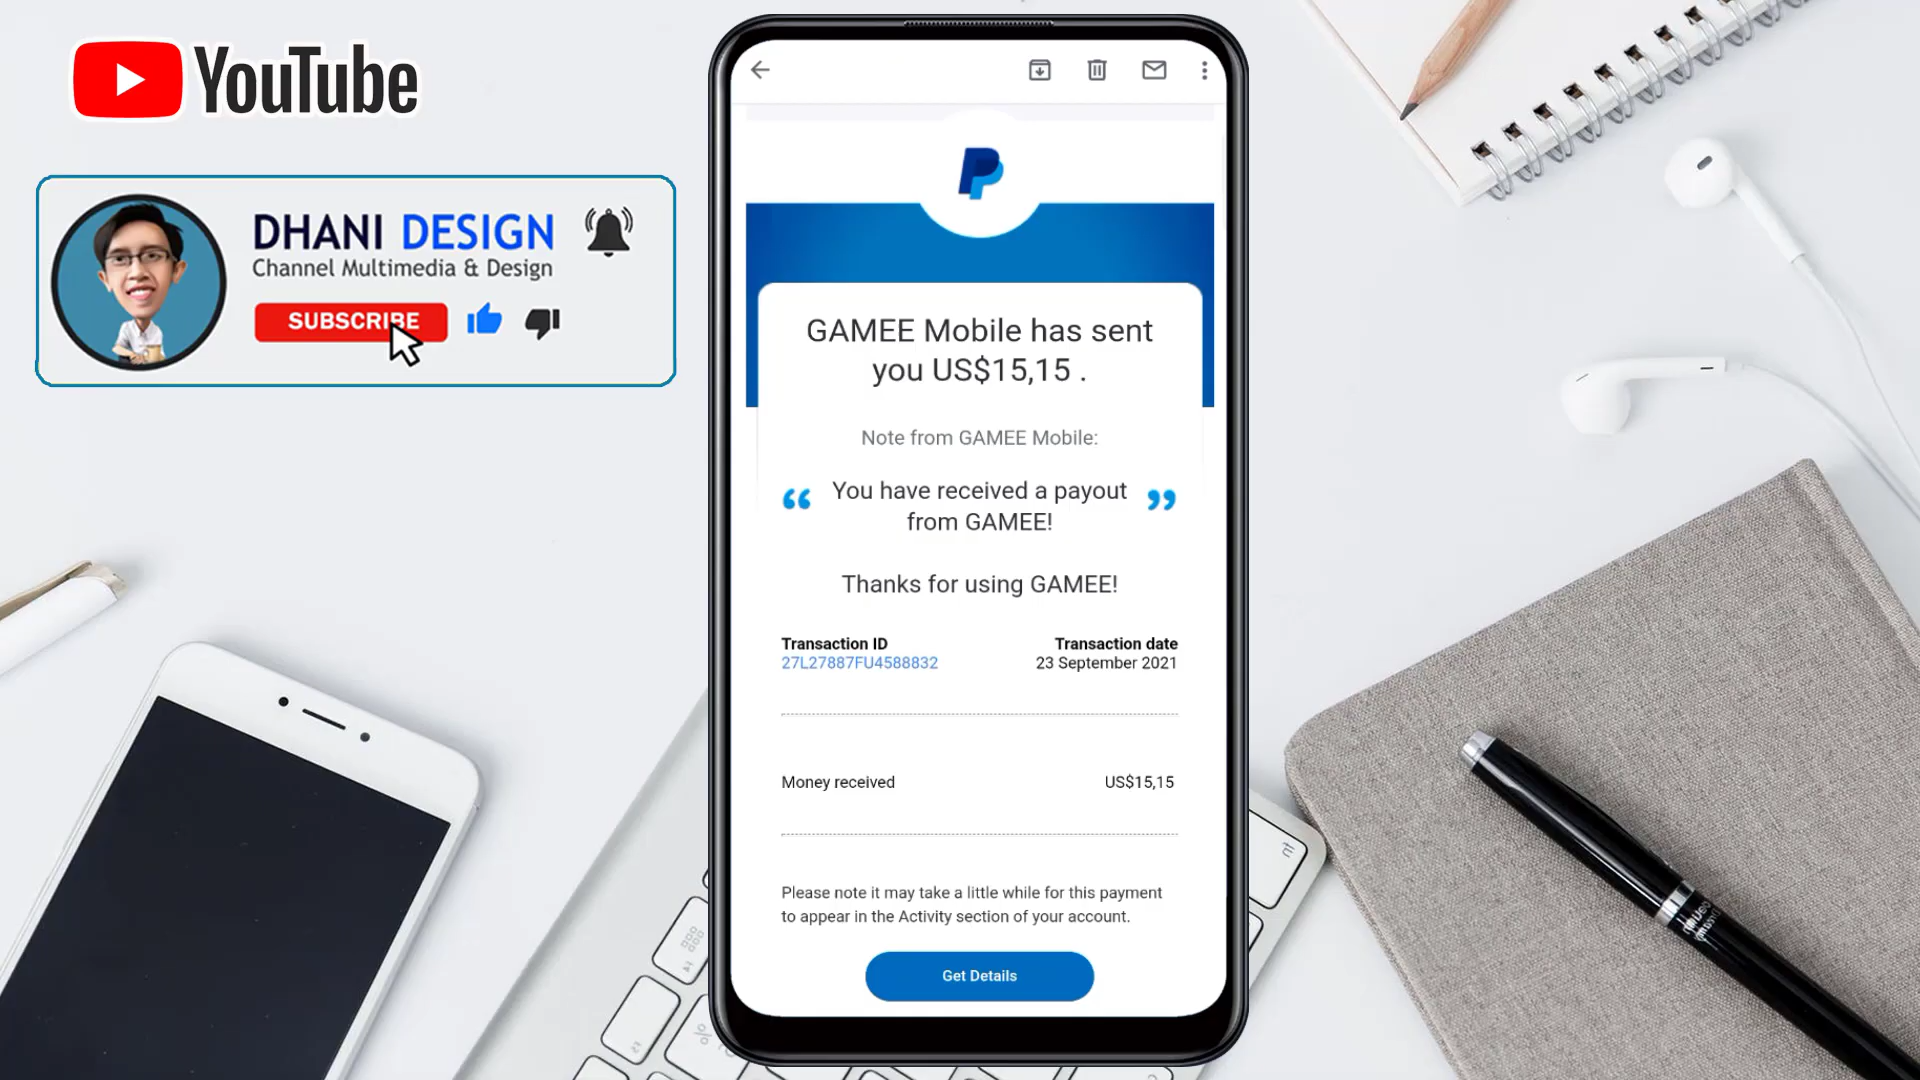 YouTube
DHANI DESIGN
Channel Multimedia & Design
SUBSCRIBE
GAMEE Mobile has sent
you US$15,15 .
Note from GAMEE Mobile:
“ You have received a payout ”
from GAMEE!
Thanks for using GAMEE!
Transaction ID Transaction date
27L27887FU4588832 23 September 2021
Money received US$15,15
Please note it may take a little while for this payment
to appear in the Activity section of your account.
Get Details